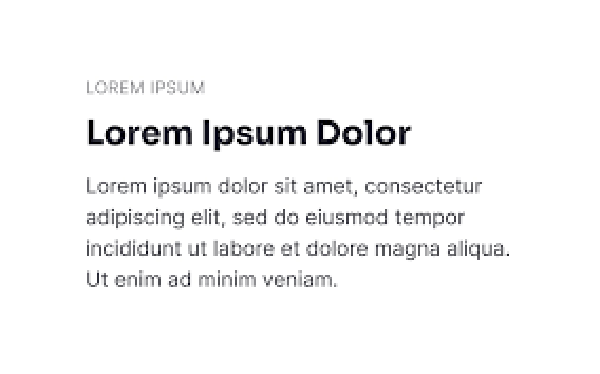 LOREM IPSUM
Lorem Ipsum Dolor
Lorem ipsum dolor sit amet, consectetur
adipiscing elit, sed do eiusmod tempor
incididunt ut labore et dolore magna aliqua.
Ut enim ad minim veniam.